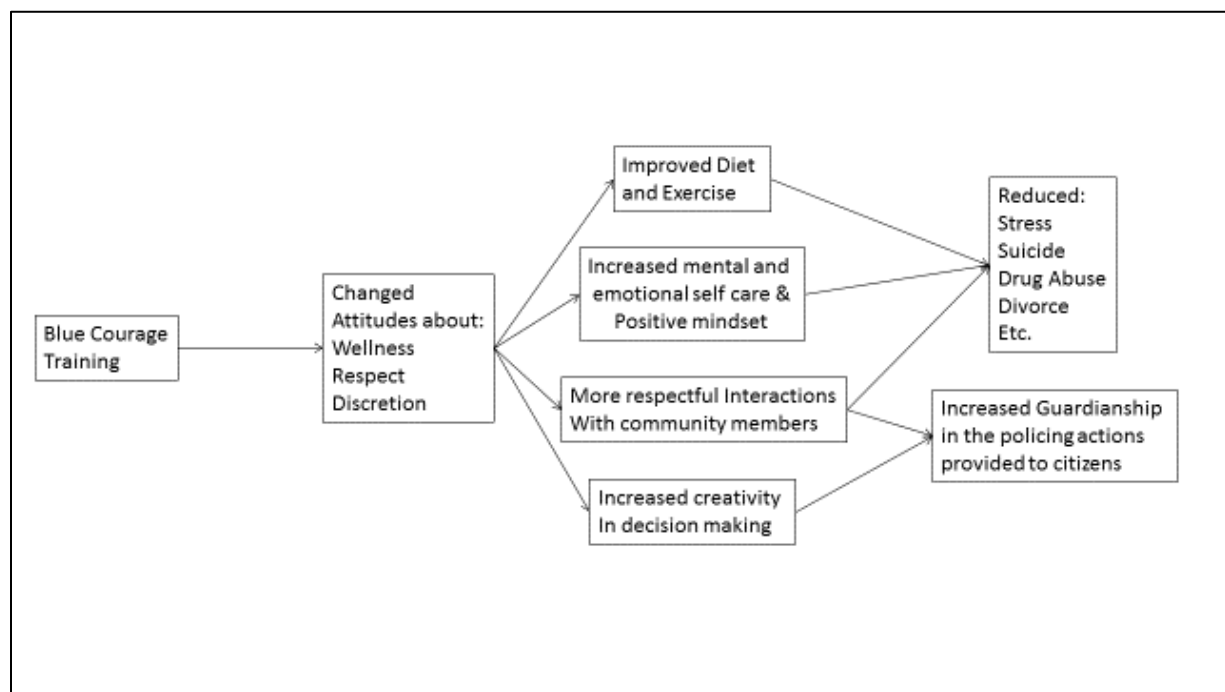 Blue Courage
Training
Changed
Attitudes about:
Wellness
Respect
Discretion
Improved Diet
and Exercise
Increased mental and
emotional self care &
Positive mindset
More respectful Interactions
With community members
Increased creativity
In decision making
Reduced:
Stress
Suicide
Drug Abuse
Divorce
Etc.
Increased Guardianship
in the policing actions
provided to citizens